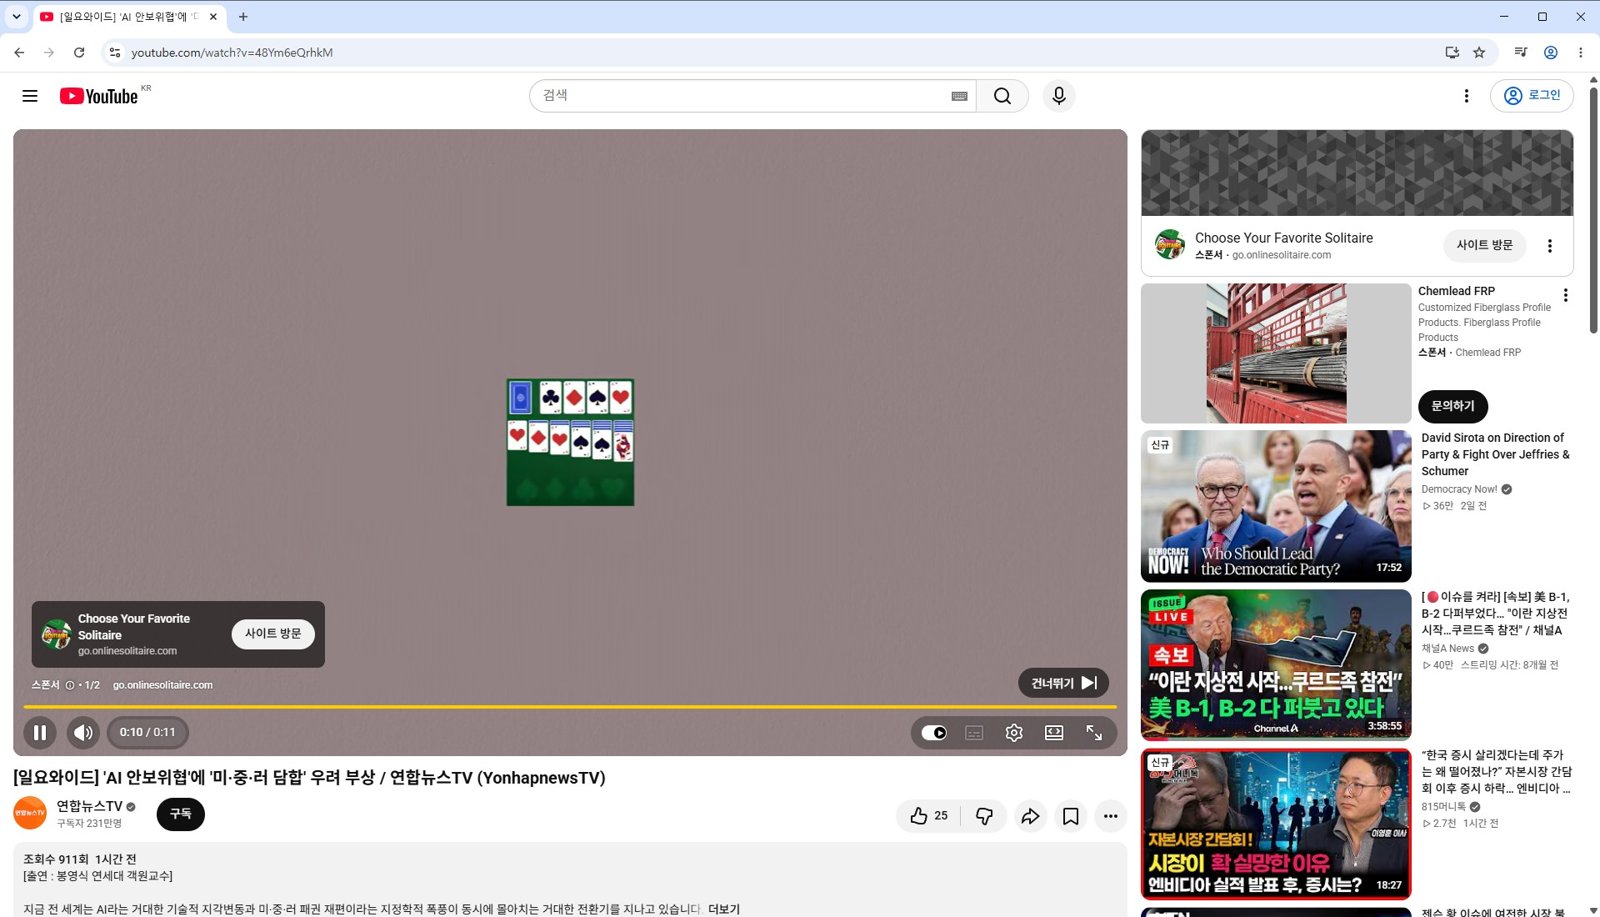 [일요와이드] 'AI 안보위협'에 '미
youtube.com/watch?v=48Ym6eQrhkM
YouTube KR
검색
로그인
Choose Your Favorite Solitaire
go.onlinesolitaire.com
사이트 방문
스폰서 · 1/2 go.onlinesolitaire.com
건너뛰기
0:10 / 0:11
[일요와이드] 'AI 안보위협'에 '미·중·러 담합' 우려 부상 / 연합뉴스TV (YonhapnewsTV)
연합뉴스TV
연합뉴스TV
구독자 231만명
구독
25
조회수 911회 1시간 전
[출연 : 봉영식 연세대 객원교수]
지금 전 세계는 AI라는 거대한 기술적 지각변동과 미·중·러 패권 재편이라는 지정학적 폭풍이 동시에 몰아치는 거대한 전환기를 지나고 있습니다. 더보기
Choose Your Favorite Solitaire
스폰서 · go.onlinesolitaire.com
사이트 방문
Chemlead FRP
Customized Fiberglass Profile
Products. Fiberglass Profile
Products
스폰서 · Chemlead FRP
문의하기
신규
DEMOCRACY NOW!
Who Should Lead
the Democratic Party?
17:52
David Sirota on Direction of
Party & Fight Over Jeffries &
Schumer
Democracy Now!
36만 2일 전
ISSUE
LIVE
속보
“이란 지상전 시작...쿠르드족 참전”
美 B-1, B-2 다 퍼붓고 있다
Channel A
3:58:55
[🔴이슈를 켜라] [속보] 美 B-1,
B-2 다퍼부었다... "이란 지상전
시작...쿠르드족 참전" / 채널A
채널A News
40만 스트리밍 시간: 8개월 전
신규
이영훈 이사
자본시장 간담회!
시장이 확 실망한 이유
엔비디아 실적 발표 후, 증시는?
18:27
“한국 증시 살리겠다는데 주가
는 왜 떨어졌나?” 자본시장 간담
회 이후 증시 하락... 엔비디아 ...
815머니톡
2.7천 1시간 전